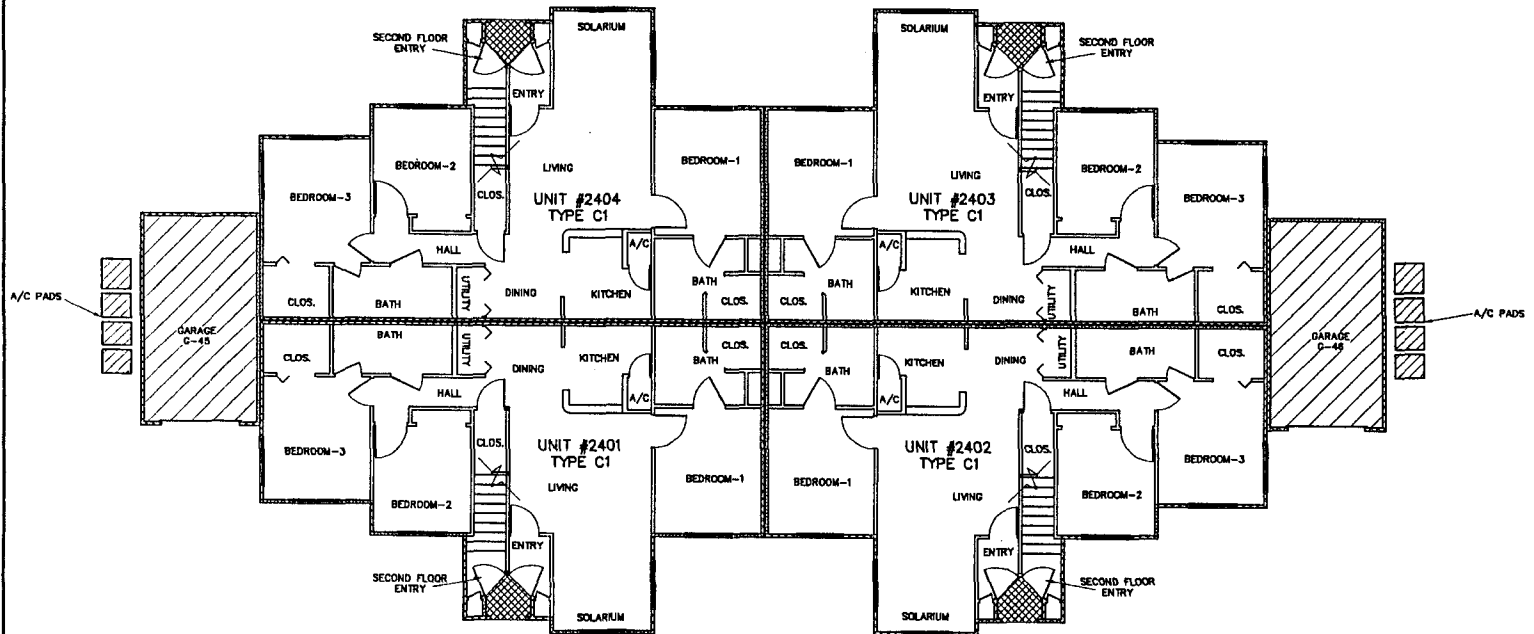 SOLARIUM
SOLARIUM
SECOND FLOOR
ENTRY
SECOND FLOOR
ENTRY
ENTRY
ENTRY
BEDROOM-3
BEDROOM-2
LIVING
BEDROOM-1
BEDROOM-1
LIVING
BEDROOM-2
BEDROOM-3
CLOS.
CLOS.
UNIT #2404
TYPE C1
UNIT #2403
TYPE C1
HALL
A/C
A/C
HALL
CLOS.
BATH
UTILITY
DINING
KITCHEN
BATH
CLOS.
CLOS.
BATH
KITCHEN
DINING
UTILITY
BATH
CLOS.
A/C PADS
GARAGE
G-45
GARAGE
G-46
A/C PADS
CLOS.
BATH
UTILITY
DINING
KITCHEN
BATH
CLOS.
CLOS.
BATH
KITCHEN
DINING
UTILITY
BATH
CLOS.
HALL
A/C
A/C
HALL
BEDROOM-3
CLOS.
UNIT #2401
TYPE C1
UNIT #2402
TYPE C1
CLOS.
BEDROOM-3
BEDROOM-2
LIVING
BEDROOM-1
BEDROOM-1
LIVING
BEDROOM-2
ENTRY
ENTRY
SECOND FLOOR
ENTRY
SECOND FLOOR
ENTRY
SOLARIUM
SOLARIUM